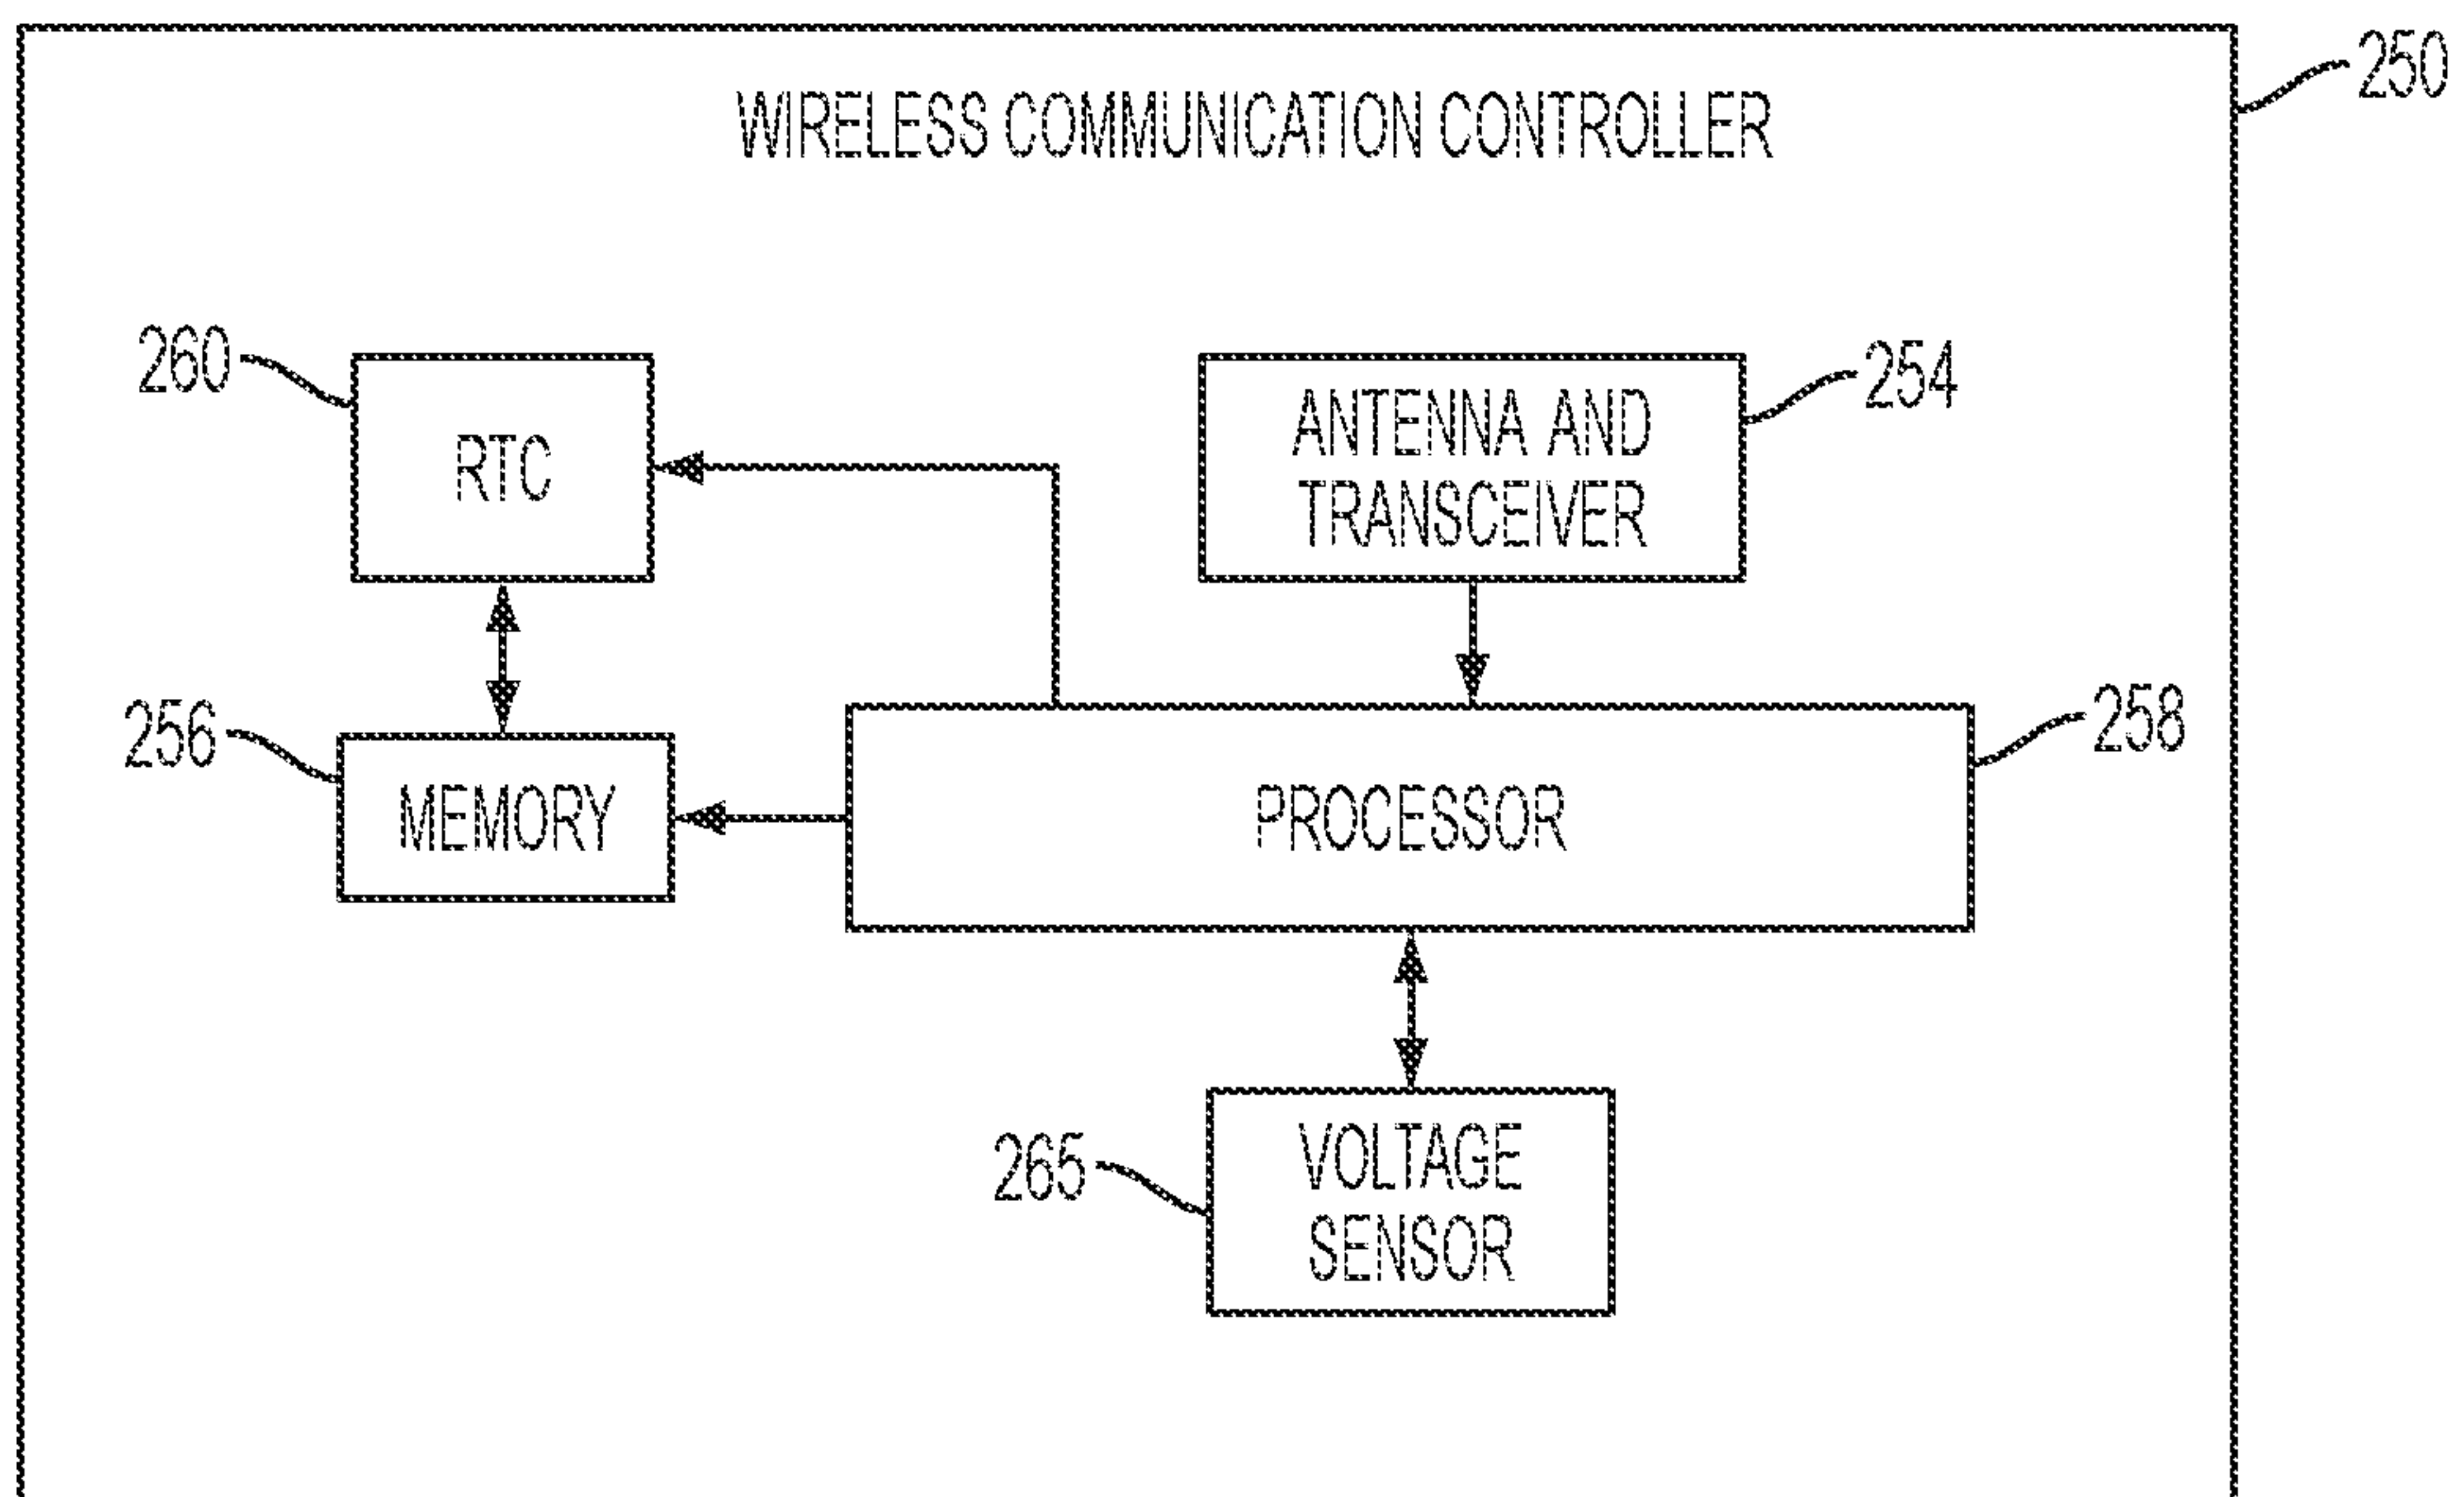 250
WIRELESS COMMUNICATION CONTROLLER
260
RTC
ANTENNA AND
TRANSCEIVER
254
256
MEMORY
PROCESSOR
258
265
VOLTAGE
SENSOR